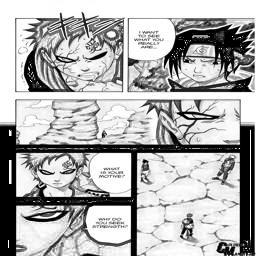 I WANT
TO SEE
WHAT YOU
REALLY
ARE...
WHAT
IS YOUR
MOTIVE?
WHY DO
YOU SEEK
STRENGTH?